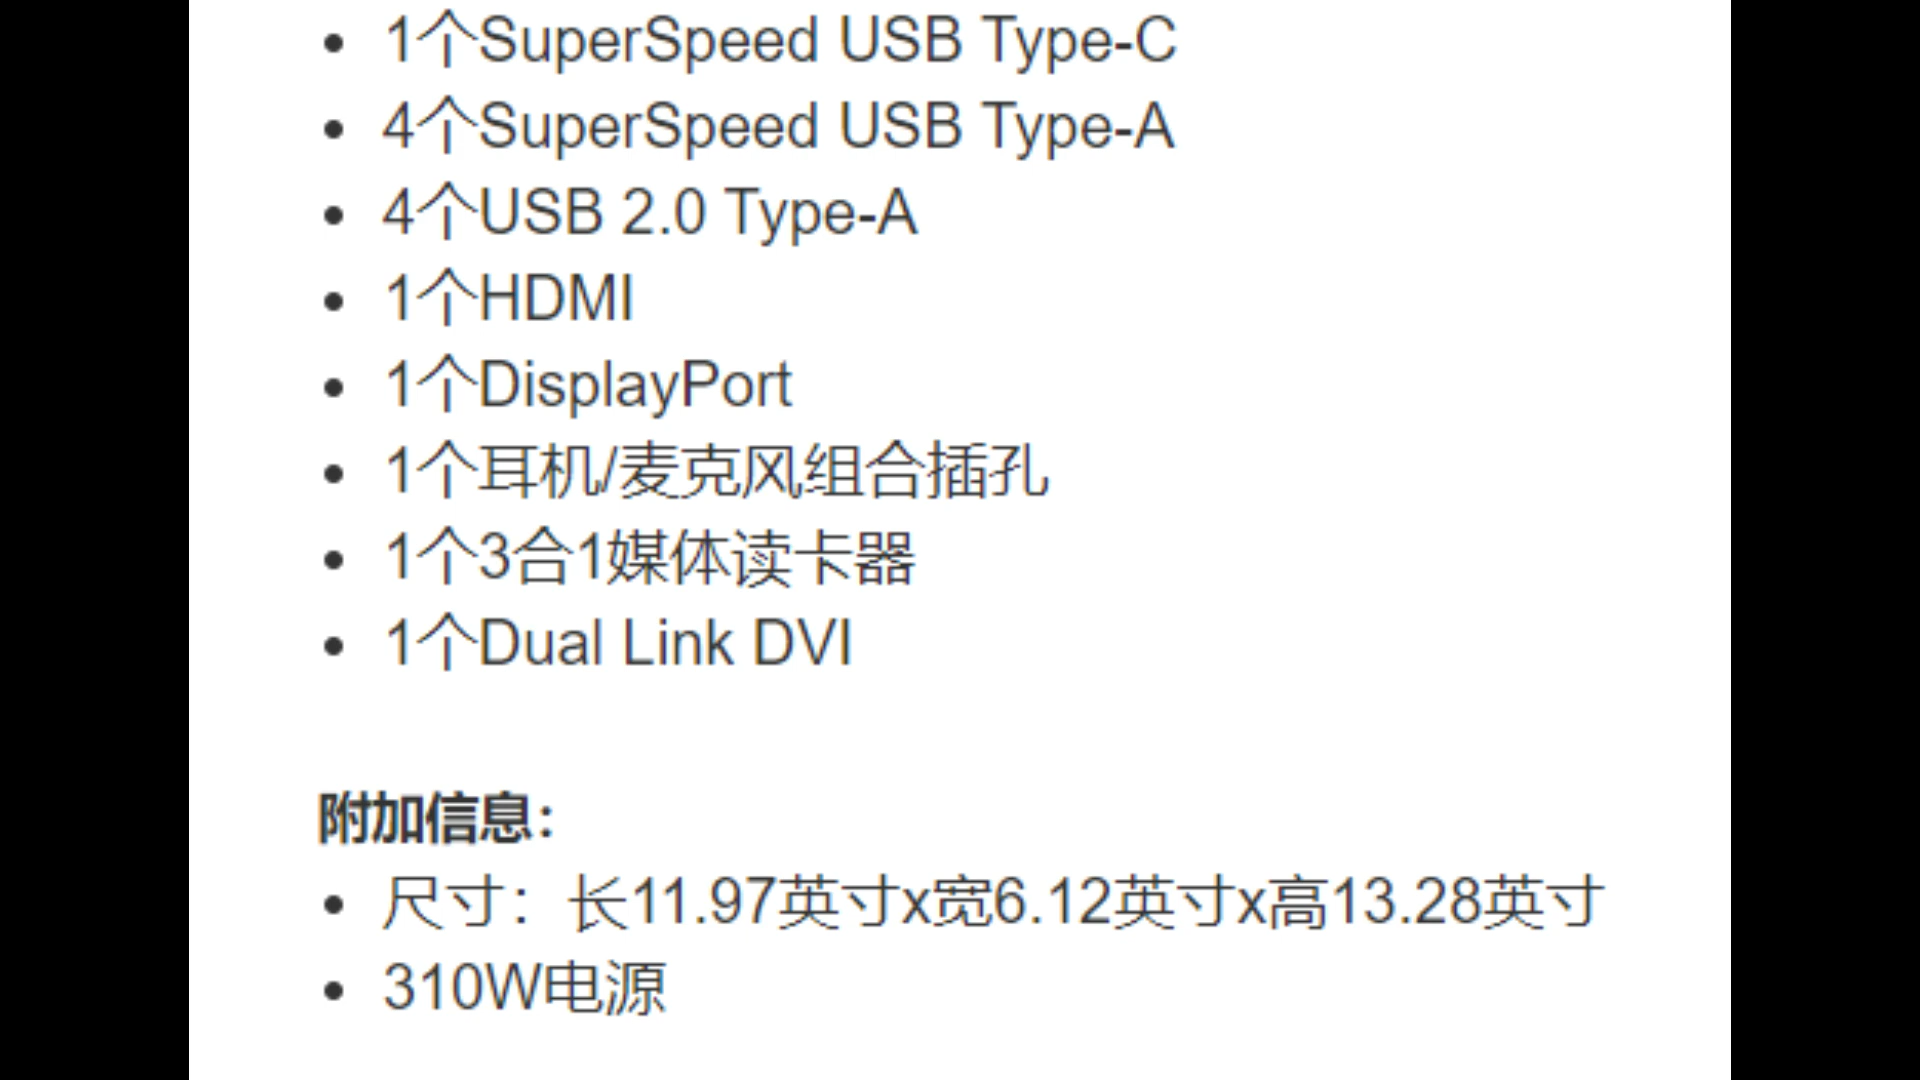 • 1个SuperSpeed USB Type-C
• 4个SuperSpeed USB Type-A
• 4个USB 2.0 Type-A
• 1个HDMI
• 1个DisplayPort
• 1个耳机/麦克风组合插孔
• 1个3合1媒体读卡器
• 1个Dual Link DVI
附加信息：
• 尺寸：长11.97英寸x宽6.12英寸x高13.28英寸
• 310W电源